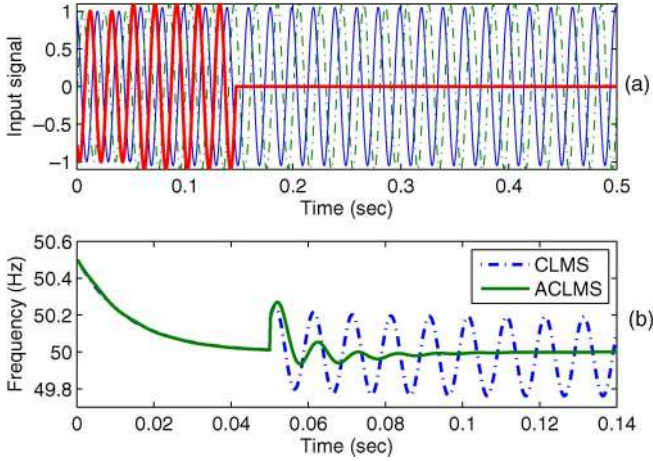 1
0.5
0
−0.5
−1
Input signal
(a)
0 0.1 0.2 0.3 0.4 0.5
Time (sec)
50.6
50.4
50.2
50
49.8
Frequency (Hz)
CLMS
ACLMS
(b)
0 0.02 0.04 0.06 0.08 0.1 0.12 0.14
Time (sec)